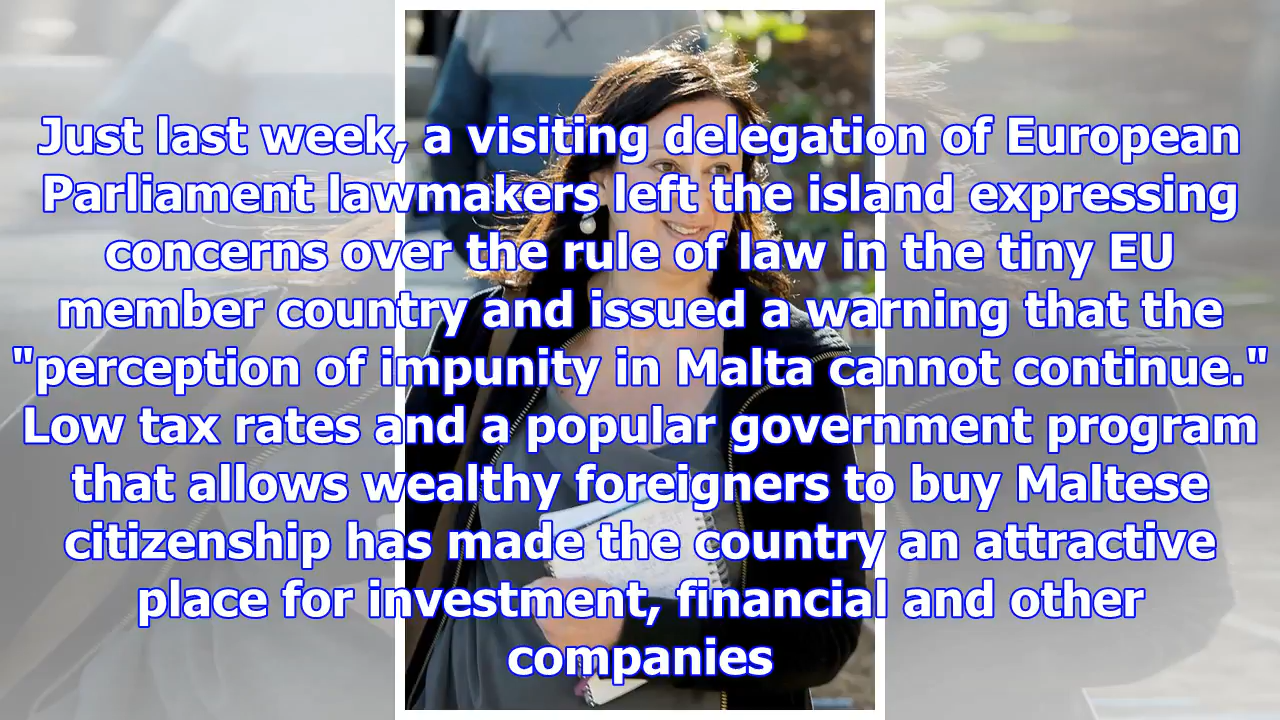 Just last week, a visiting delegation of European
Parliament lawmakers left the island expressing
concerns over the rule of law in the tiny EU
member country and issued a warning that the
"perception of impunity in Malta cannot continue."
Low tax rates and a popular government program
that allows wealthy foreigners to buy Maltese
citizenship has made the country an attractive
place for investment, financial and other
companies